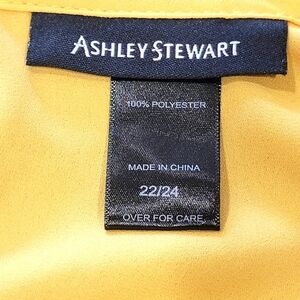 ASHLEY STEWART
100% POLYESTER
MADE IN CHINA
22/24
OVER FOR CARE